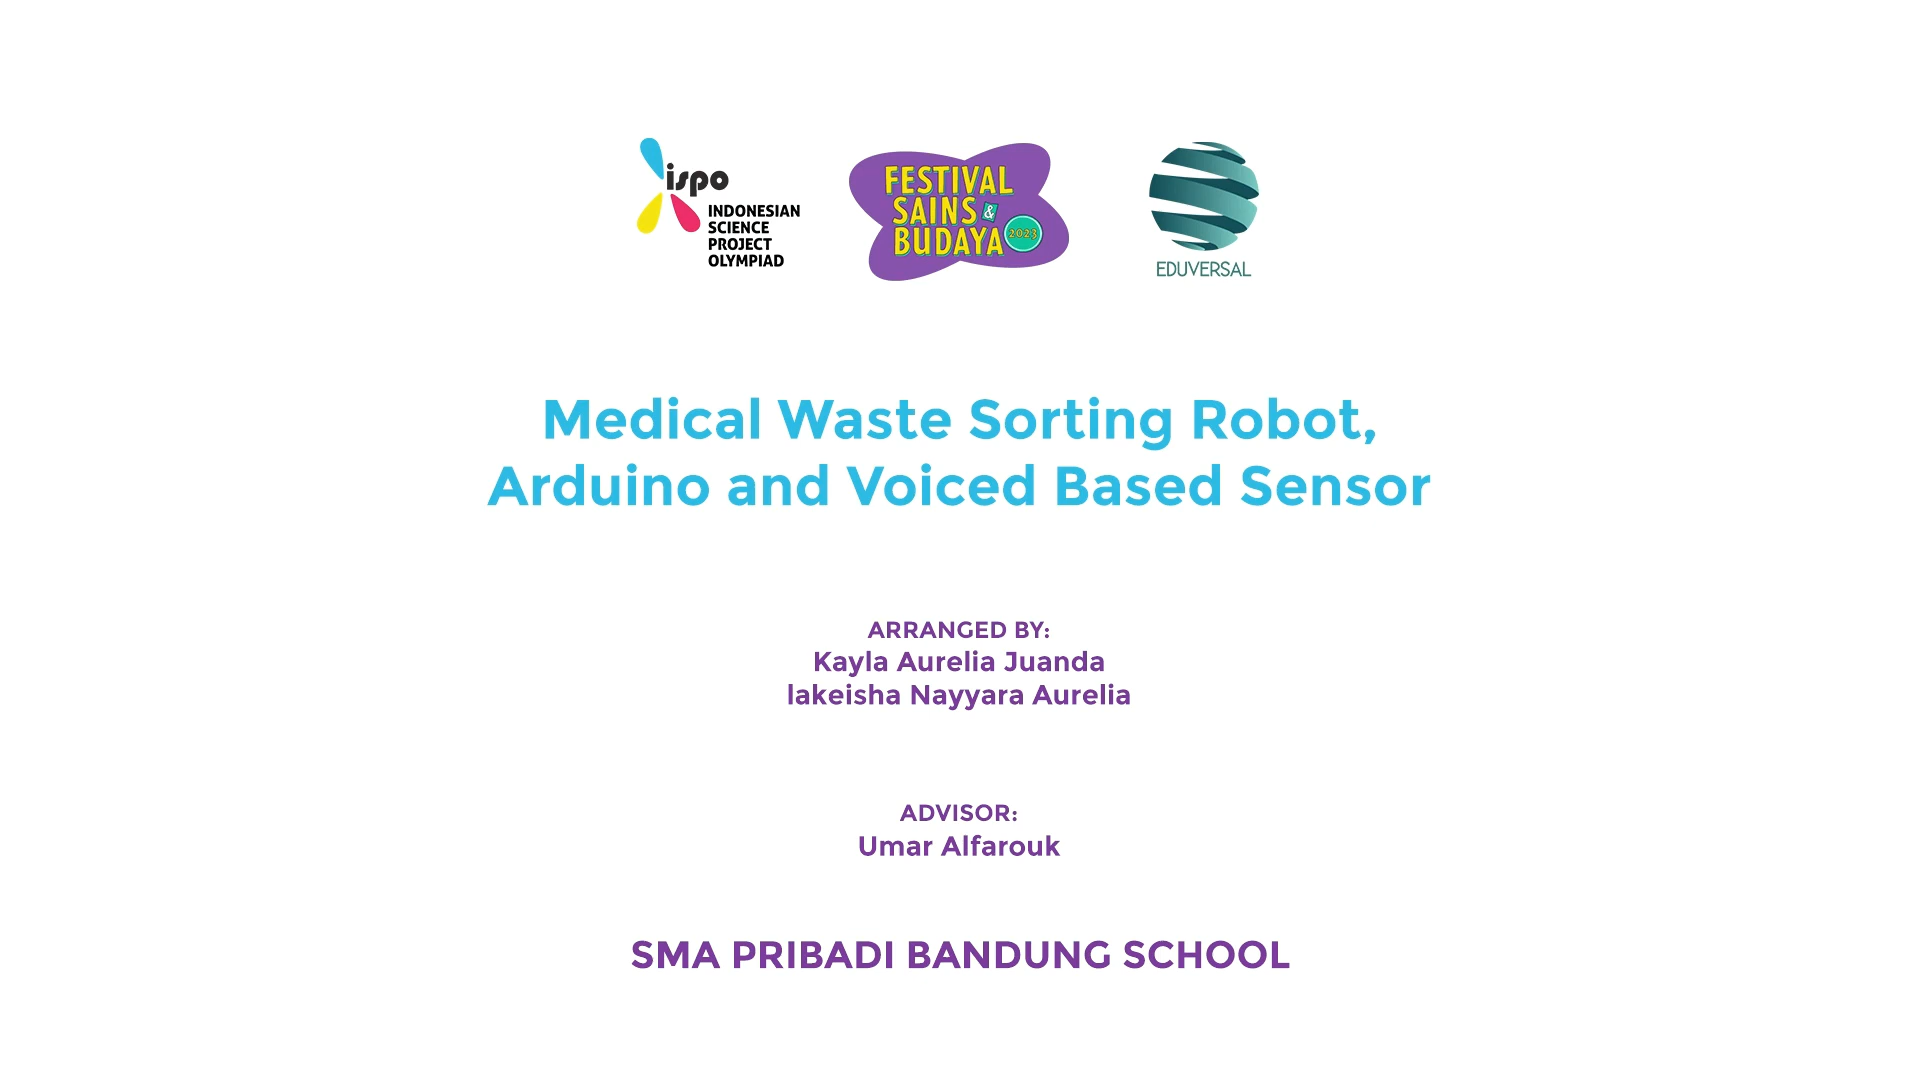 ispo
INDONESIAN
SCIENCE
PROJECT
OLYMPIAD
FESTIVAL
SAINS &
BUDAYA 2023
EDUVERSAL
Medical Waste Sorting Robot,
Arduino and Voiced Based Sensor
ARRANGED BY:
Kayla Aurelia Juanda
lakeisha Nayyara Aurelia
ADVISOR:
Umar Alfarouk
SMA PRIBADI BANDUNG SCHOOL